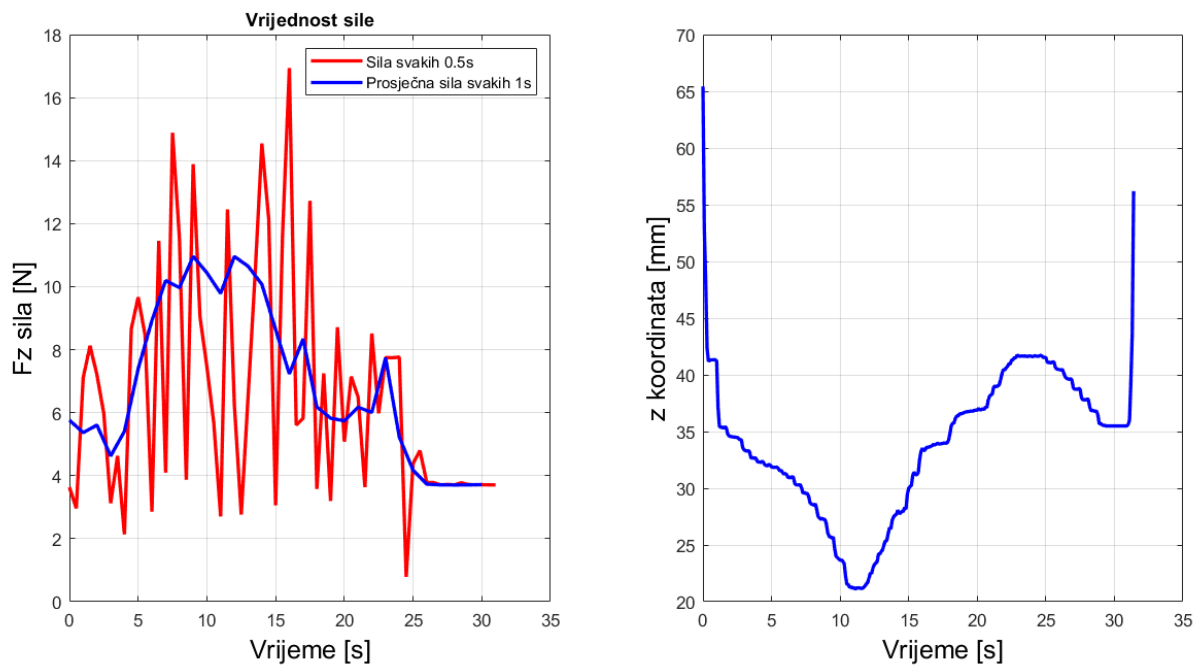 Vrijednost sile
Sila svakih 0.5s
Prosječna sila svakih 1s
Fz sila [N]
18
16
14
12
10
8
6
4
2
0
0 5 10 15 20 25 30 35
Vrijeme [s]
z koordinata [mm]
70
65
60
55
50
45
40
35
30
25
20
0 5 10 15 20 25 30 35
Vrijeme [s]